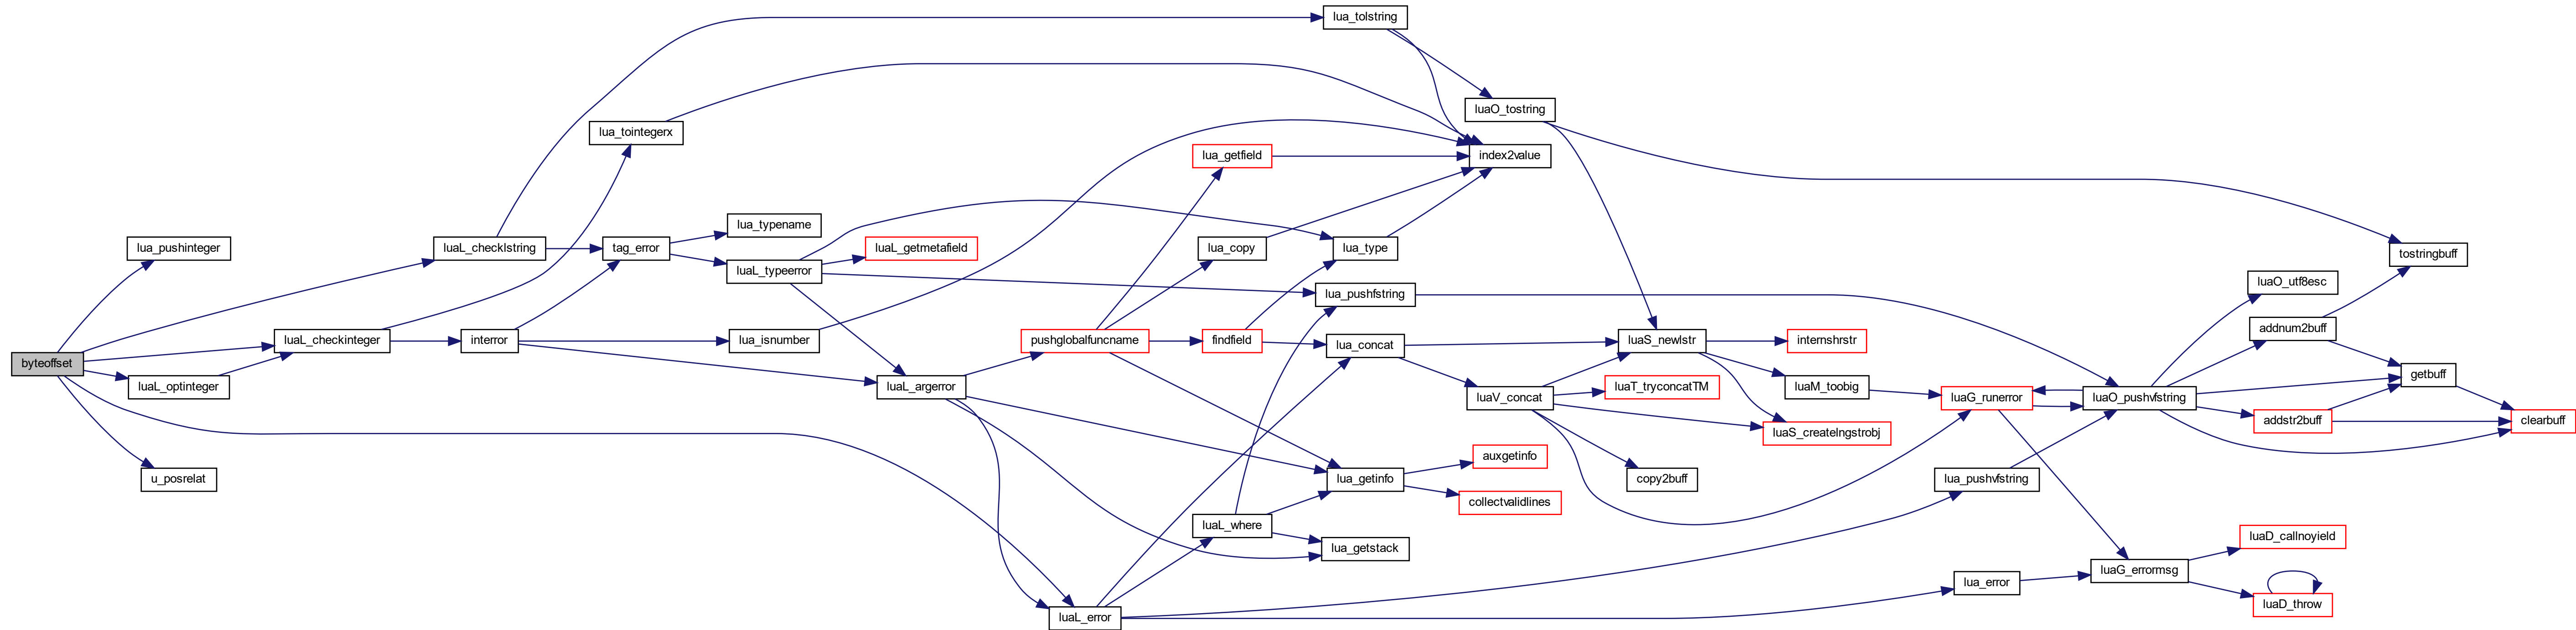 byteoffset
lua_pushinteger
luaL_checklstring
luaL_checkinteger
luaL_optinteger
u_posrelat
interror
lua_tointegerx
tag_error
lua_typename
luaL_typeerror
lua_isnumber
luaL_getmetafield
luaL_argerror
pushglobalfuncname
luaL_error
lua_getfield
lua_copy
findfield
luaL_where
lua_tolstring
lua_type
lua_pushfstring
lua_concat
lua_getinfo
lua_getstack
luaO_tostring
index2value
luaV_concat
auxgetinfo
collectvalidlines
luaS_newlstr
luaT_tryconcatTM
copy2buff
internshrstr
luaM_toobig
luaS_createlngstrobj
luaG_runerror
lua_pushvfstring
lua_error
luaO_pushvfstring
luaG_errormsg
luaO_utf8esc
addnum2buff
addstr2buff
luaD_callnoyield
luaD_throw
tostringbuff
getbuff
clearbuff